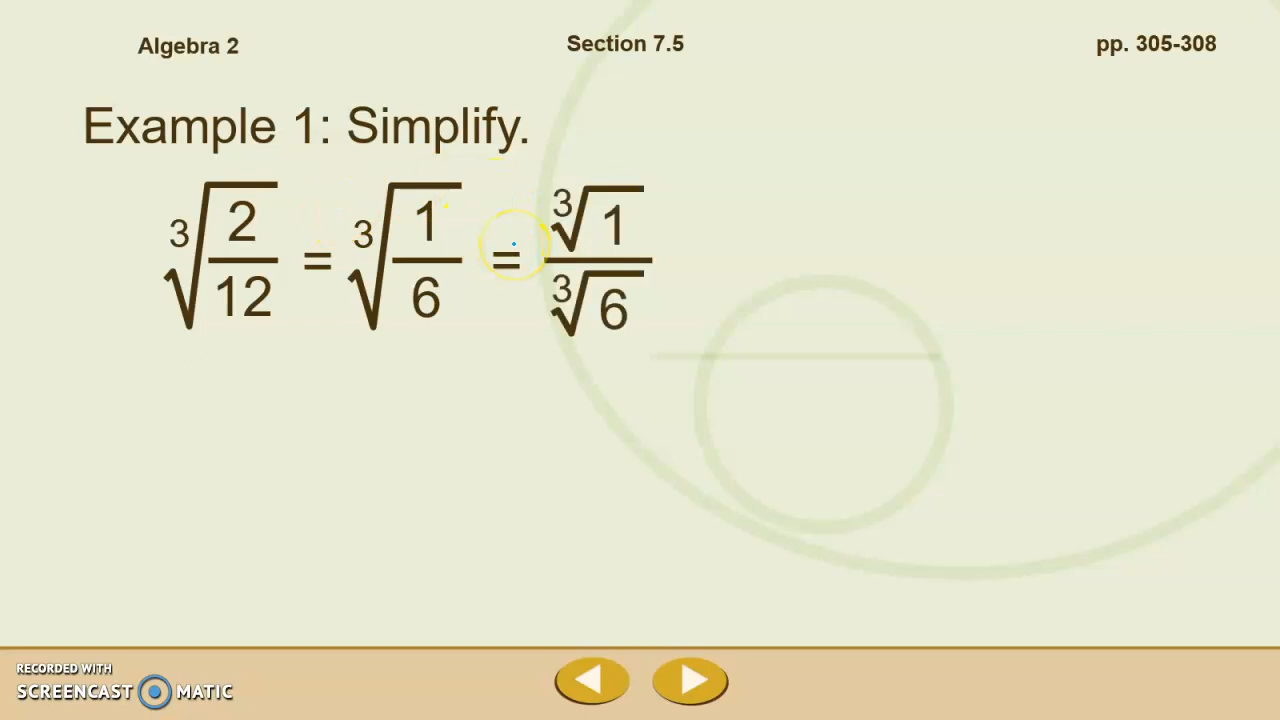 Algebra 2 Section 7.5 pp. 305-308
Example 1: Simplify.
∛(2/12) = ∛(1/6) = ∛1/∛6
RECORDED WITH
SCREENCAST MATIC